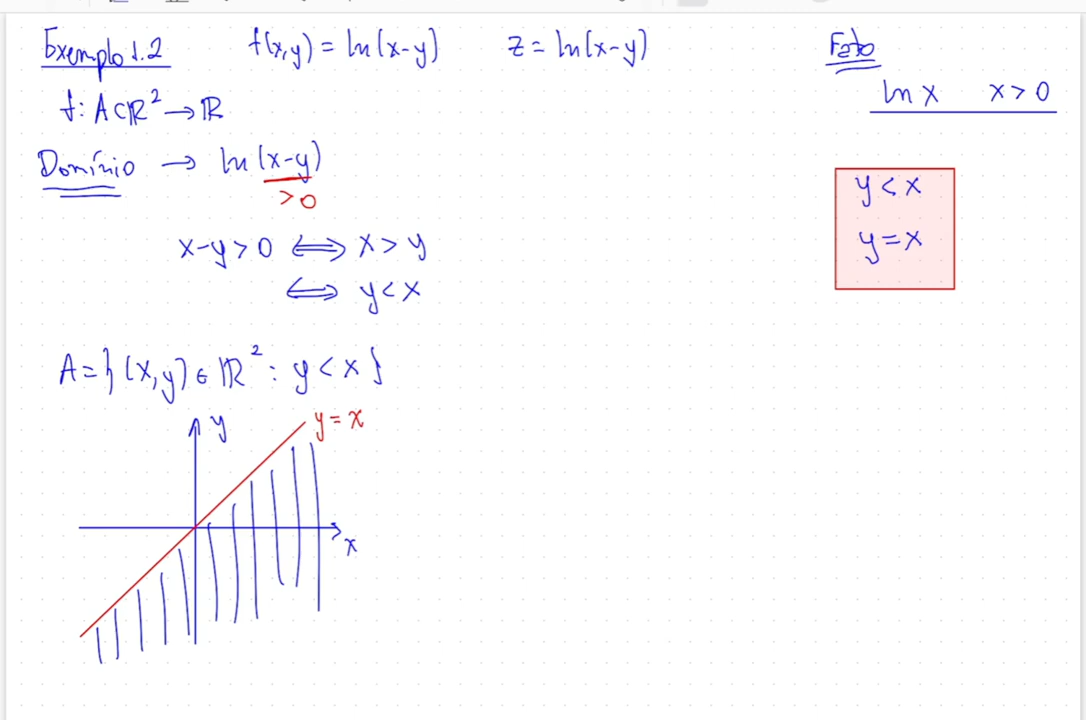 Exemplo 1.2 f(x,y) = ln(x-y) z = ln(x-y)
f: A⊂ℝ² → ℝ
Domínio → ln(x-y)
>0
x-y>0 ⟺ x>y
⟺ y<x
A={(x,y)∈ℝ²: y<x}
y
y=x
x
Fato
ln x x>0
y<x
y=x